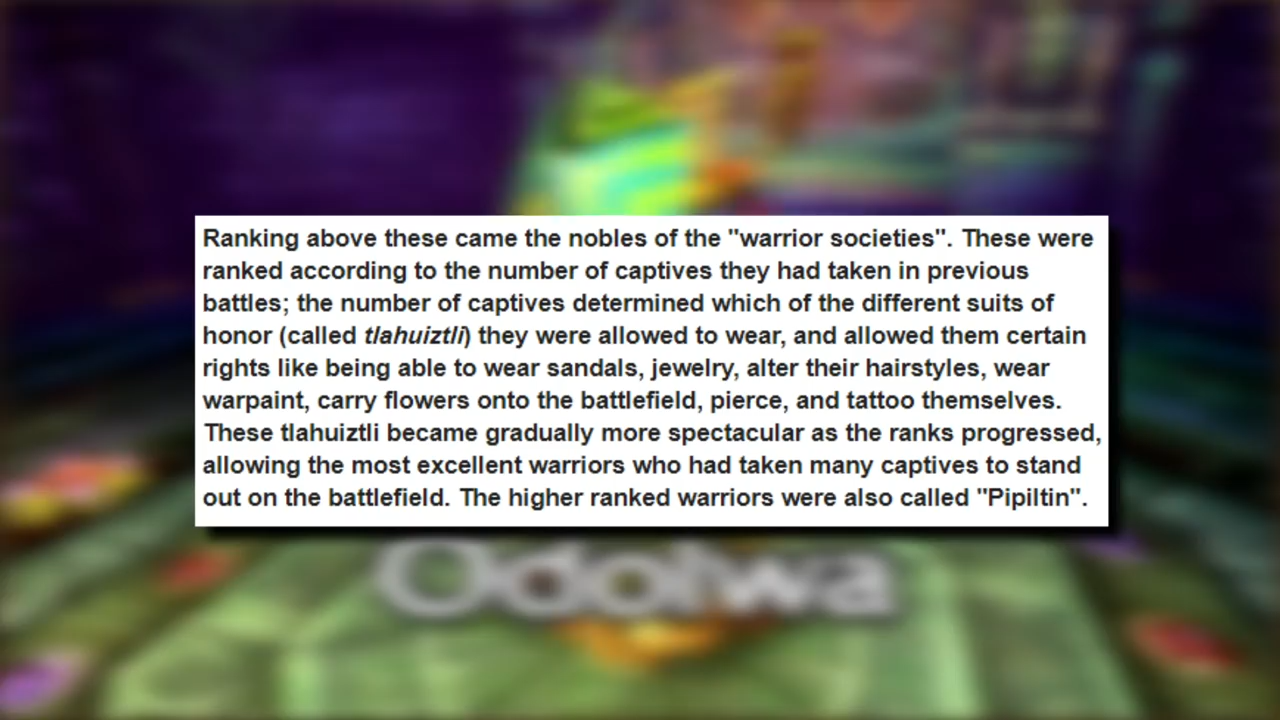 Ranking above these came the nobles of the "warrior societies". These were
ranked according to the number of captives they had taken in previous
battles; the number of captives determined which of the different suits of
honor (called tlahuiztli) they were allowed to wear, and allowed them certain
rights like being able to wear sandals, jewelry, alter their hairstyles, wear
warpaint, carry flowers onto the battlefield, pierce, and tattoo themselves.
These tlahuiztli became gradually more spectacular as the ranks progressed,
allowing the most excellent warriors who had taken many captives to stand
out on the battlefield. The higher ranked warriors were also called "Pipiltin".
Odolwa